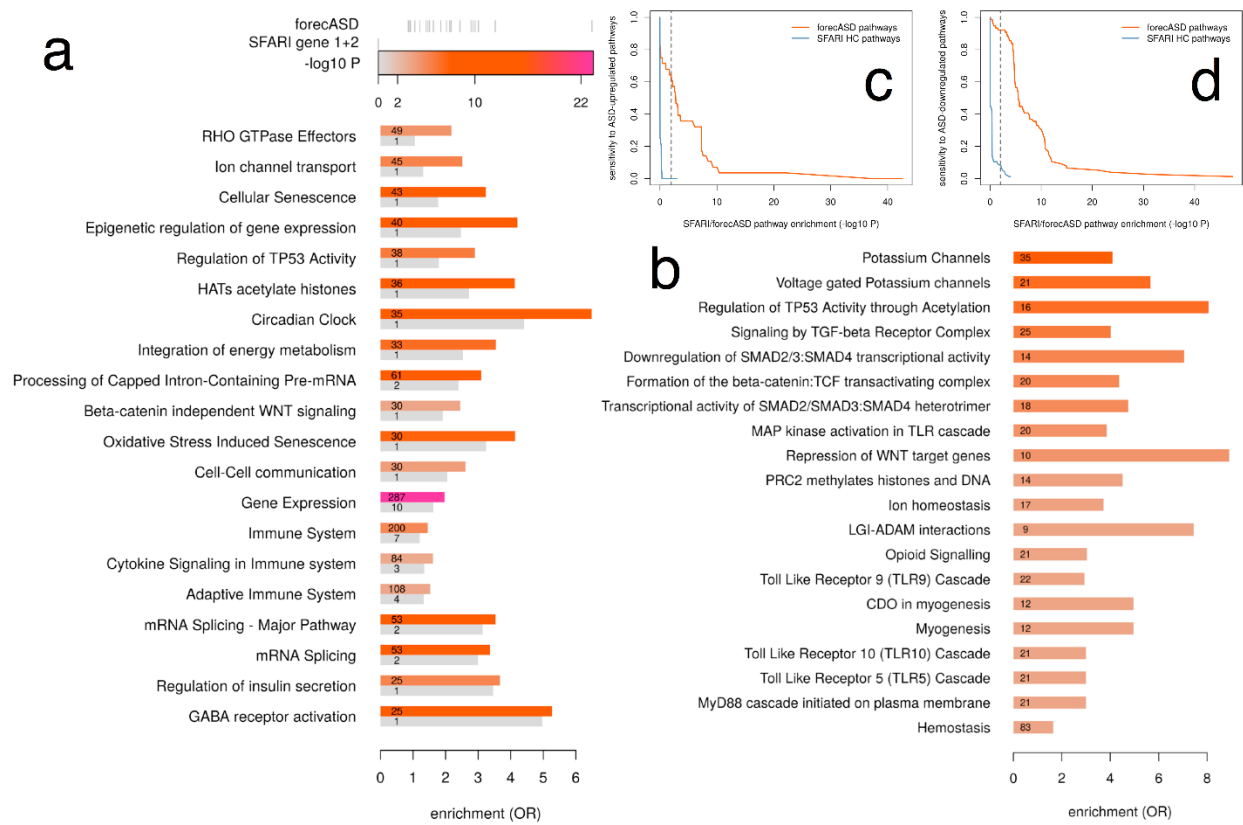 a
forecASD
SFARI gene 1+2
-log10 P
0 2 10 22
RHO GTPase Effectors 49 1
Ion channel transport 45 1
Cellular Senescence 43 1
Epigenetic regulation of gene expression 40 1
Regulation of TP53 Activity 38 1
HATs acetylate histones 36 1
Circadian Clock 35 1
Integration of energy metabolism 33 1
Processing of Capped Intron-Containing Pre-mRNA 61 2
Beta-catenin independent WNT signaling 30 1
Oxidative Stress Induced Senescence 30 1
Cell-Cell communication 30 1
Gene Expression 287 10
Immune System 200 7
Cytokine Signaling in Immune system 84 3
Adaptive Immune System 108 4
mRNA Splicing - Major Pathway 53 2
mRNA Splicing 53 2
Regulation of insulin secretion 25 1
GABA receptor activation 25 1
0 1 2 3 4 5 6
enrichment (OR)
c
forecASD pathways
SFARI HC pathways
sensitivity to ASD-upregulated pathways
0.0 0.2 0.4 0.6 0.8 1.0
0 10 20 30 40
SFARI/forecASD pathway enrichment (-log10 P)
d
forecASD pathways
SFARI HC pathways
sensitivity to ASD-downregulated pathways
0.0 0.2 0.4 0.6 0.8 1.0
0 10 20 30 40
SFARI/forecASD pathway enrichment (-log10 P)
b
Potassium Channels 35
Voltage gated Potassium channels 21
Regulation of TP53 Activity through Acetylation 16
Signaling by TGF-beta Receptor Complex 25
Downregulation of SMAD2/3:SMAD4 transcriptional activity 14
Formation of the beta-catenin:TCF transactivating complex 20
Transcriptional activity of SMAD2/SMAD3:SMAD4 heterotrimer 18
MAP kinase activation in TLR cascade 20
Repression of WNT target genes 10
PRC2 methylates histones and DNA 14
Ion homeostasis 17
LGI-ADAM interactions 9
Opioid Signalling 21
Toll Like Receptor 9 (TLR9) Cascade 22
CDO in myogenesis 12
Myogenesis 12
Toll Like Receptor 10 (TLR10) Cascade 21
Toll Like Receptor 5 (TLR5) Cascade 21
MyD88 cascade initiated on plasma membrane 21
Hemostasis 83
0 2 4 6 8
enrichment (OR)